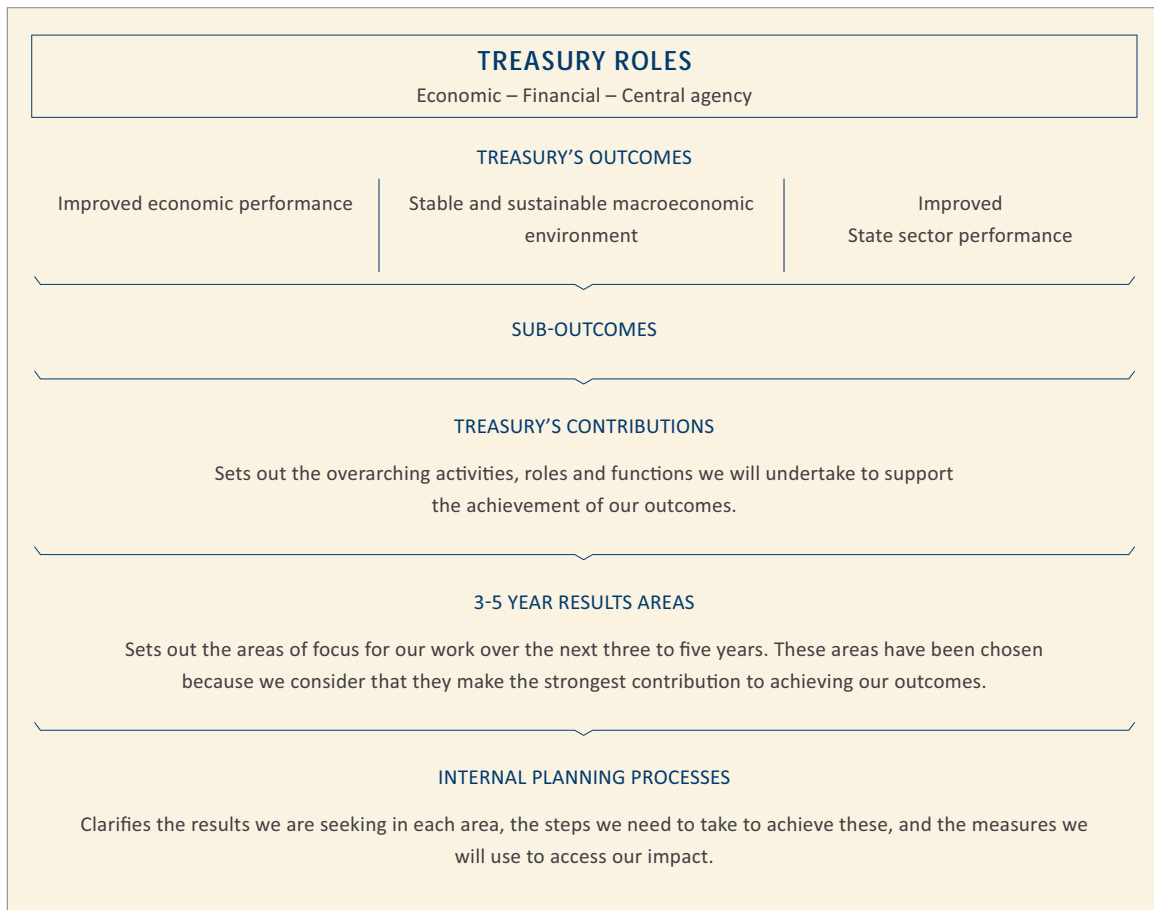 TREASURY ROLES
Economic – Financial – Central agency
TREASURY’S OUTCOMES
Improved economic performance
Stable and sustainable macroeconomic
environment
Improved
State sector performance
SUB-OUTCOMES
TREASURY’S CONTRIBUTIONS
Sets out the overarching activities, roles and functions we will undertake to support
the achievement of our outcomes.
3-5 YEAR RESULTS AREAS
Sets out the areas of focus for our work over the next three to five years. These areas have been chosen
because we consider that they make the strongest contribution to achieving our outcomes.
INTERNAL PLANNING PROCESSES
Clarifies the results we are seeking in each area, the steps we need to take to achieve these, and the measures we
will use to access our impact.